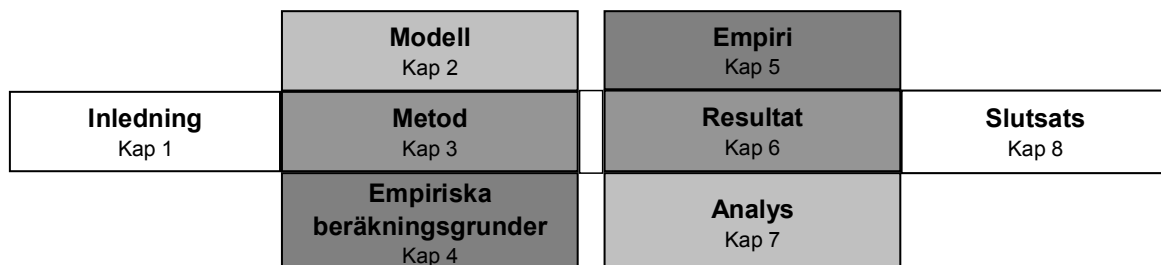 Inledning
Kap 1
Modell
Kap 2
Metod
Kap 3
Empiriska
beräkningsgrunder
Kap 4
Empiri
Kap 5
Resultat
Kap 6
Analys
Kap 7
Slutsats
Kap 8